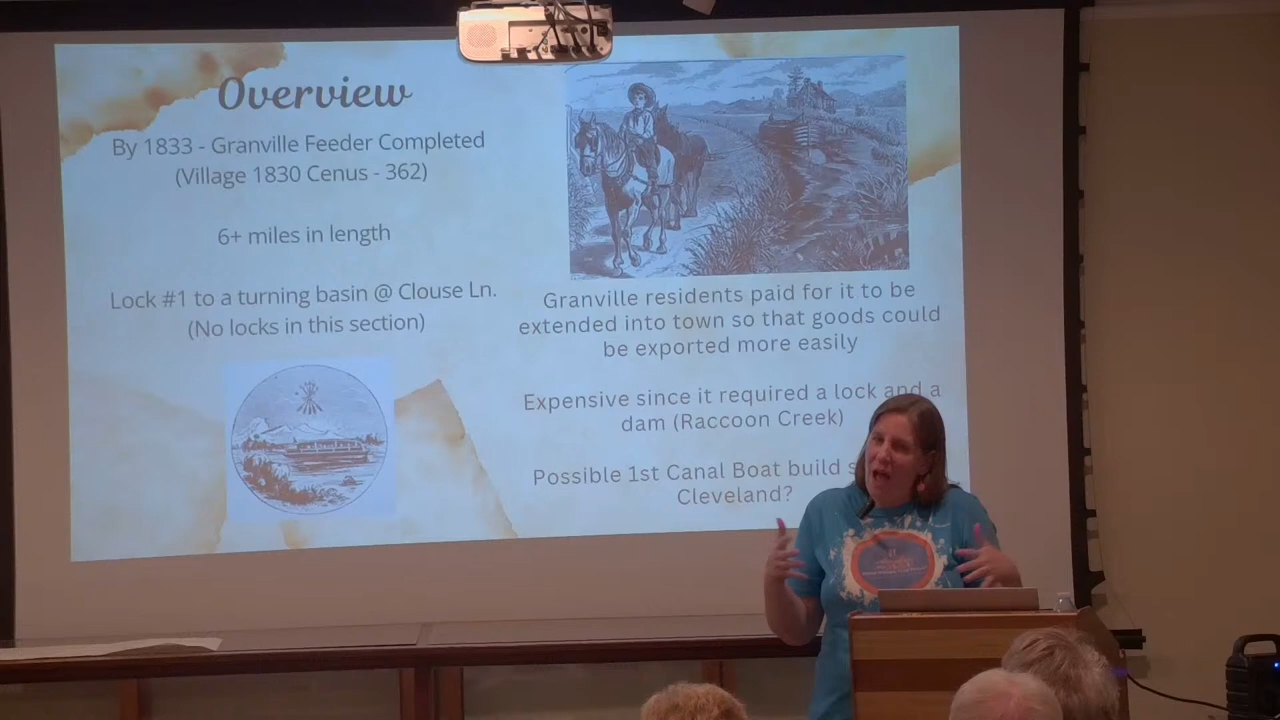 Overview
By 1833 - Granville Feeder Completed
(Village 1830 Cenus - 362)
6+ miles in length
Lock #1 to a turning basin @ Clouse Ln.
(No locks in this section)
Granville residents paid for it to be
extended into town so that goods could
be exported more easily
Expensive since it required a lock and a
dam (Raccoon Creek)
Possible 1st Canal Boat build
Cleveland?